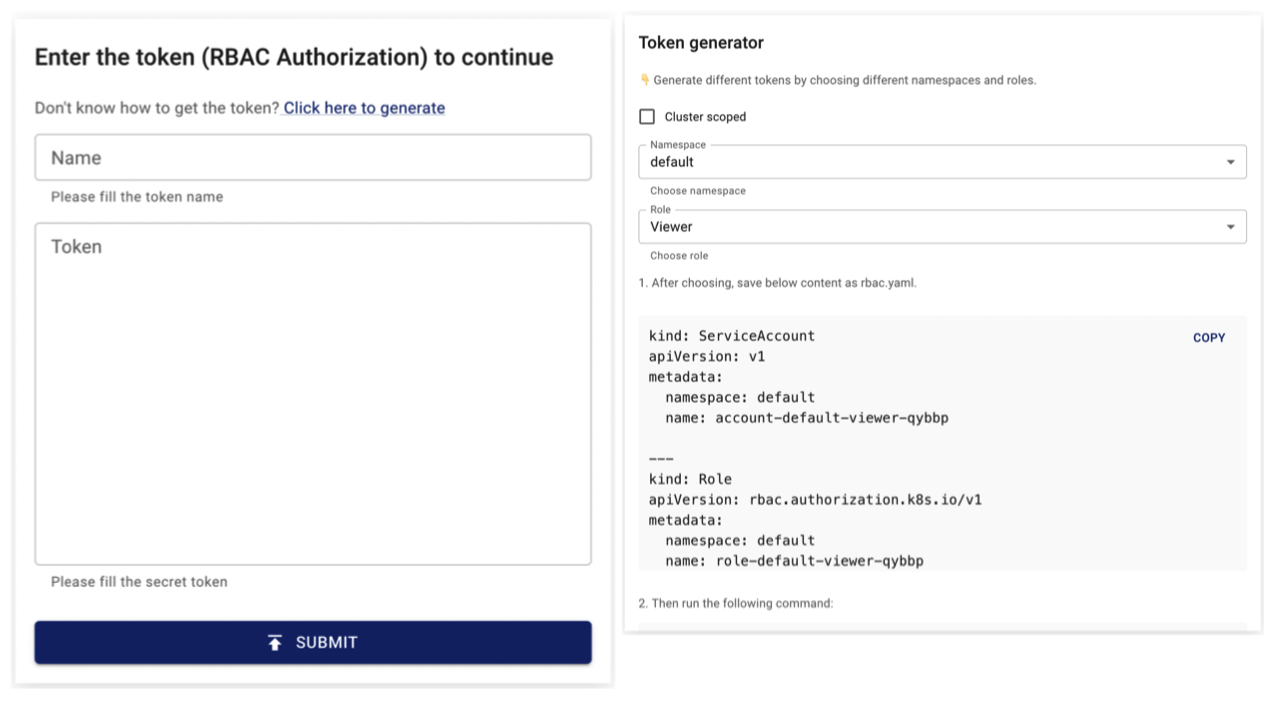 Enter the token (RBAC Authorization) to continue
Don't know how to get the token? Click here to generate
Name
Please fill the token name
Token
Please fill the secret token
SUBMIT
Token generator
👇 Generate different tokens by choosing different namespaces and roles.
Cluster scoped
Namespace
default
Choose namespace
Role
Viewer
Choose role
1. After choosing, save below content as rbac.yaml.
COPY
kind: ServiceAccount
apiVersion: v1
metadata:
  namespace: default
  name: account-default-viewer-qybbp
---
kind: Role
apiVersion: rbac.authorization.k8s.io/v1
metadata:
  namespace: default
  name: role-default-viewer-qybbp
2. Then run the following command: